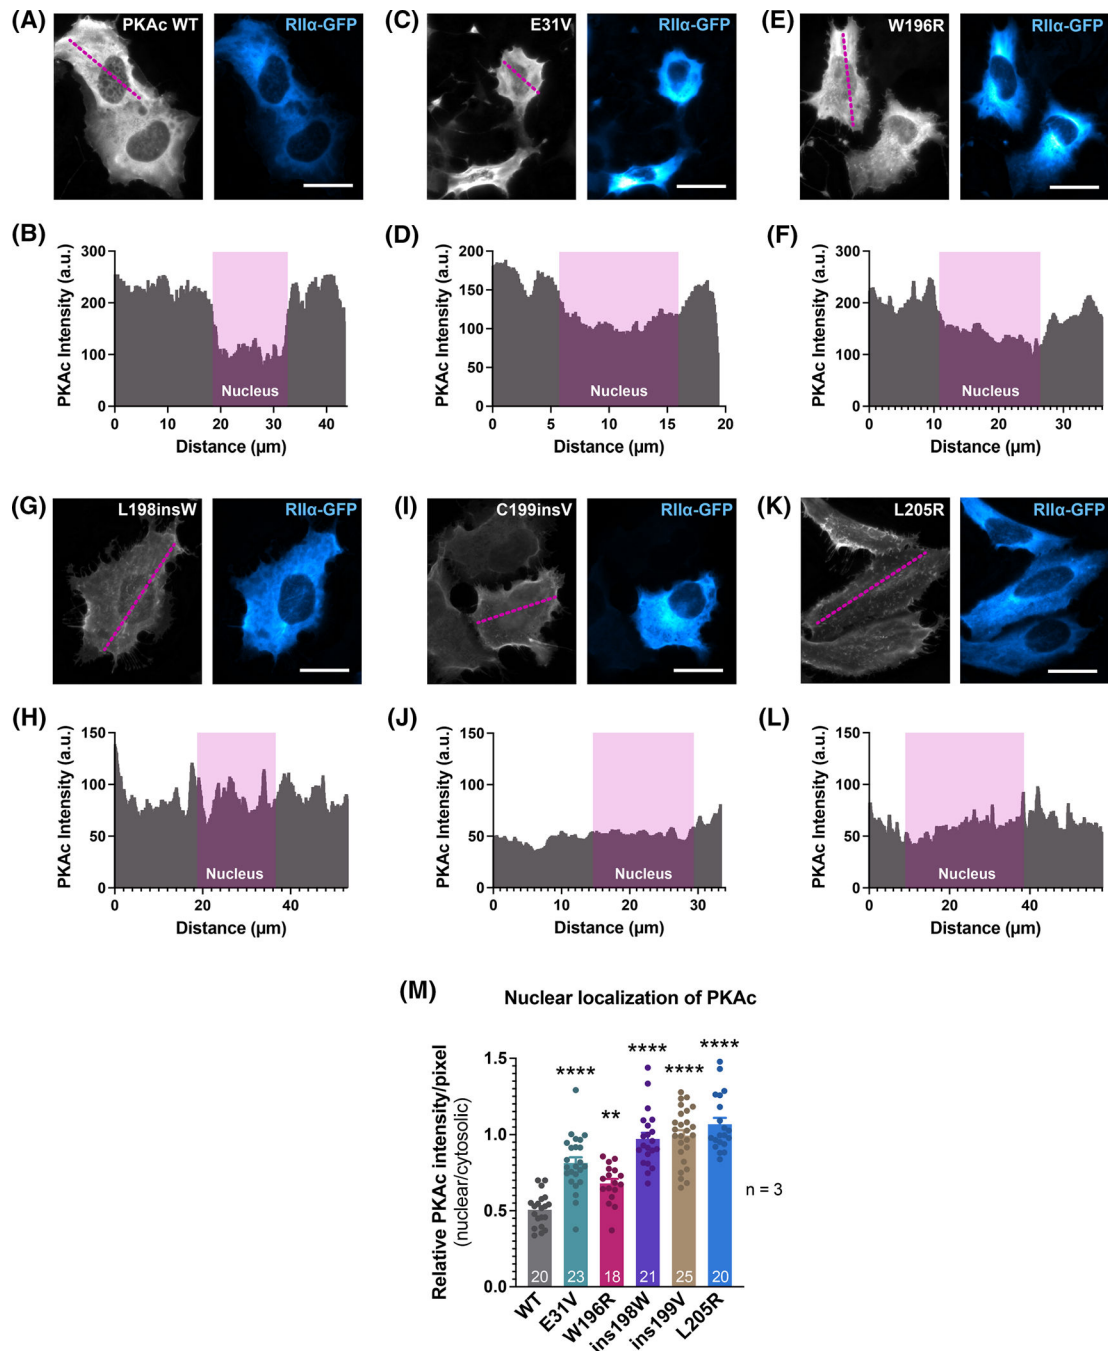 (A) PKAc WT RIIα-GFP (C) E31V RIIα-GFP (E) W196R RIIα-GFP
(B) (D) (F)
PKAc Intensity (a.u.)
300
200
100
0
Nucleus
0 10 20 30 40
Distance (µm)
PKAc Intensity (a.u.)
200
150
100
50
0
Nucleus
0 5 10 15 20
Distance (µm)
PKAc Intensity (a.u.)
300
200
100
0
Nucleus
0 10 20 30
Distance (µm)
(G) L198insW RIIα-GFP (I) C199insV RIIα-GFP (K) L205R RIIα-GFP
(H) (J) (L)
PKAc Intensity (a.u.)
150
100
50
0
Nucleus
0 20 40
Distance (µm)
PKAc Intensity (a.u.)
150
100
50
0
Nucleus
0 10 20 30
Distance (µm)
PKAc Intensity (a.u.)
150
100
50
0
Nucleus
0 20 40
Distance (µm)
(M) Nuclear localization of PKAc
Relative PKAc intensity/pixel
(nuclear/cytosolic)
1.5
1.0
0.5
0.0
**** ** **** **** ****
n = 3
20 23 18 21 25 20
WT E31V W196R ins198W ins199V L205R